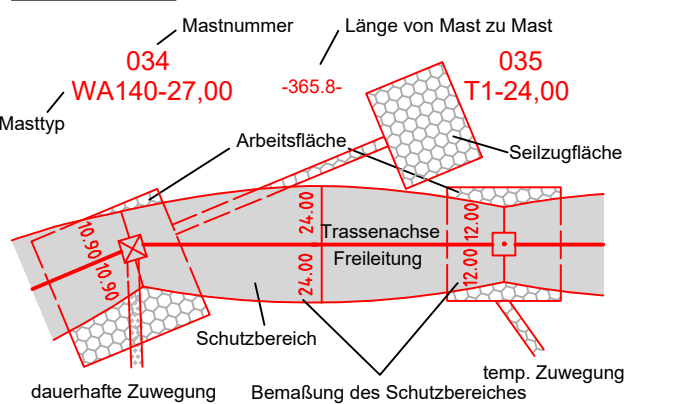 Mastnummer
Länge von Mast zu Mast
034
035
WA140-27,00
-365.8-
T1-24,00
Masttyp
Arbeitsfläche
Seilzugfläche
10.90
10.90
24.00
24.00
Trassenachse
Freileitung
12.00
12.00
Schutzbereich
temp. Zuwegung
dauerhafte Zuwegung
Bemaßung des Schutzbereiches